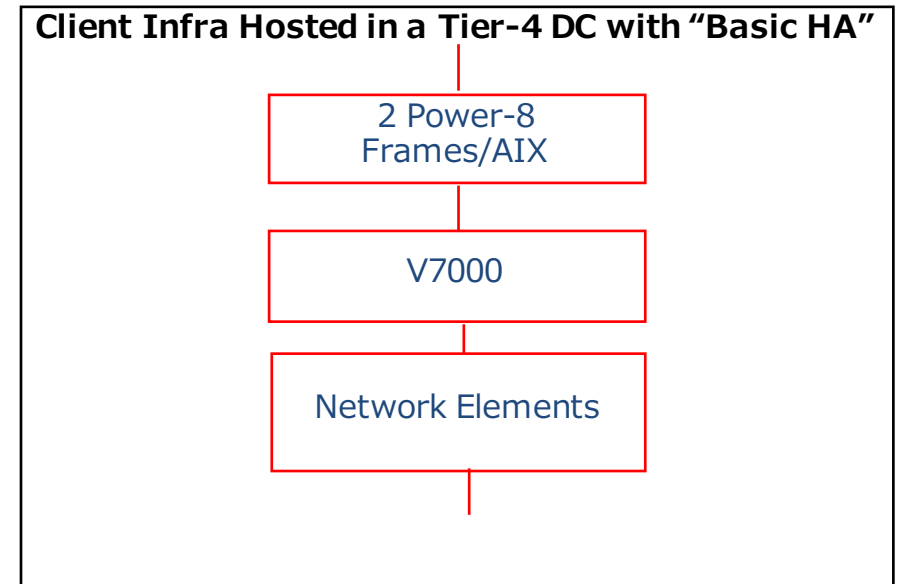 Client Infra Hosted in a Tier-4 DC with “Basic HA”
2 Power-8
Frames/AIX
V7000
Network Elements